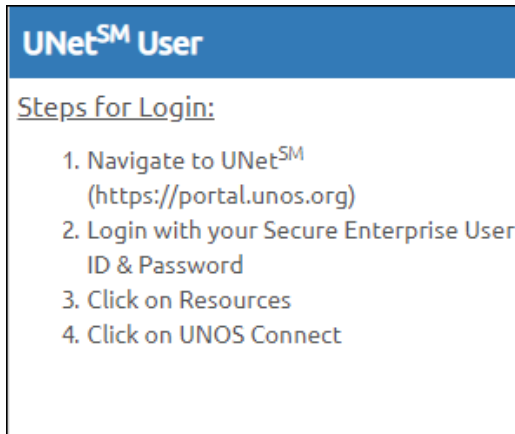 UNet℠ User
Steps for Login:
1. Navigate to UNet℠
(https://portal.unos.org)
2. Login with your Secure Enterprise User
ID & Password
3. Click on Resources
4. Click on UNOS Connect